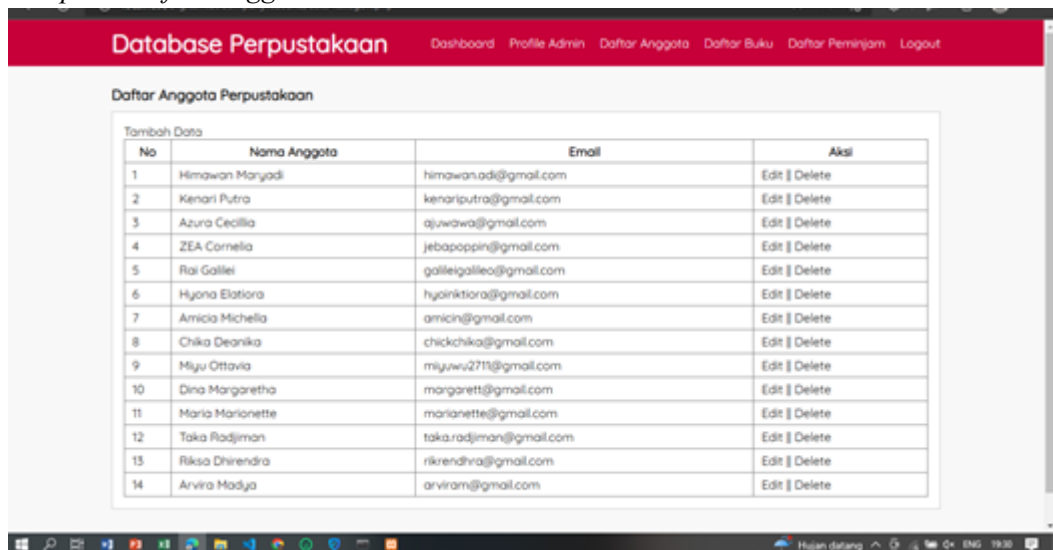 Database Perpustakaan Dashboard Profile Admin Daftar Anggota Daftar Buku Daftar Peminjam Logout
Daftar Anggota Perpustakaan
Tambah Data
No Nama Anggota Email Aksi
1 Himawan Maryadi himawan.adi@gmail.com Edit || Delete
2 Kenari Putra kenariputra@gmail.com Edit || Delete
3 Azura Cecillia ajuwawa@gmail.com Edit || Delete
4 ZEA Cornelia jebapoppin@gmail.com Edit || Delete
5 Rai Galilei galileigalileo@gmail.com Edit || Delete
6 Hyona Elatiora hyoinktiora@gmail.com Edit || Delete
7 Amicia Michella amicin@gmail.com Edit || Delete
8 Chika Deanika chickchika@gmail.com Edit || Delete
9 Miyu Ottavia miyuwu2711@gmail.com Edit || Delete
10 Dina Margaretha margarett@gmail.com Edit || Delete
11 Maria Marionette marianette@gmail.com Edit || Delete
12 Taka Radjiman taka.radjiman@gmail.com Edit || Delete
13 Riksa Dhirendra rikrendhra@gmail.com Edit || Delete
14 Arvira Madya arviram@gmail.com Edit || Delete
Hujan datang ENG 19:30